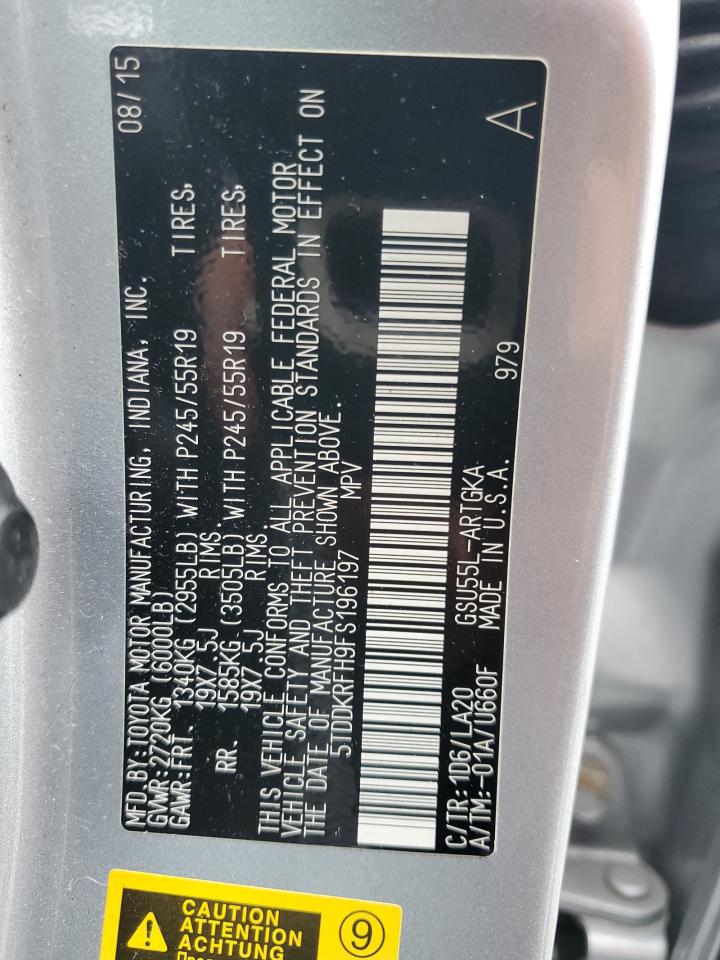 MFD.BY:TOYOTA MOTOR MANUFACTURING, INDIANA, INC. 08/15
GVWR:2720KG (6000LB)
GAWR:FRT. 1340KG (2955LB) WITH P245/55R19 TIRES,
19X7.5J RIMS.
RR. 1585KG (3505LB) WITH P245/55R19 TIRES,
19X7.5J RIMS.
THIS VEHICLE CONFORMS TO ALL APPLICABLE FEDERAL MOTOR
VEHICLE SAFETY AND THEFT PREVENTION STANDARDS IN EFFECT ON
THE DATE OF MANUFACTURE SHOWN ABOVE.
5TDDKRFH9FS196197 MPV
C/TR:1D6/LA20 GSU55L-ARTGKA
A/TM:-01A/U660F MADE IN U.S.A. 979
A
CAUTION
ATTENTION
ACHTUNG
9